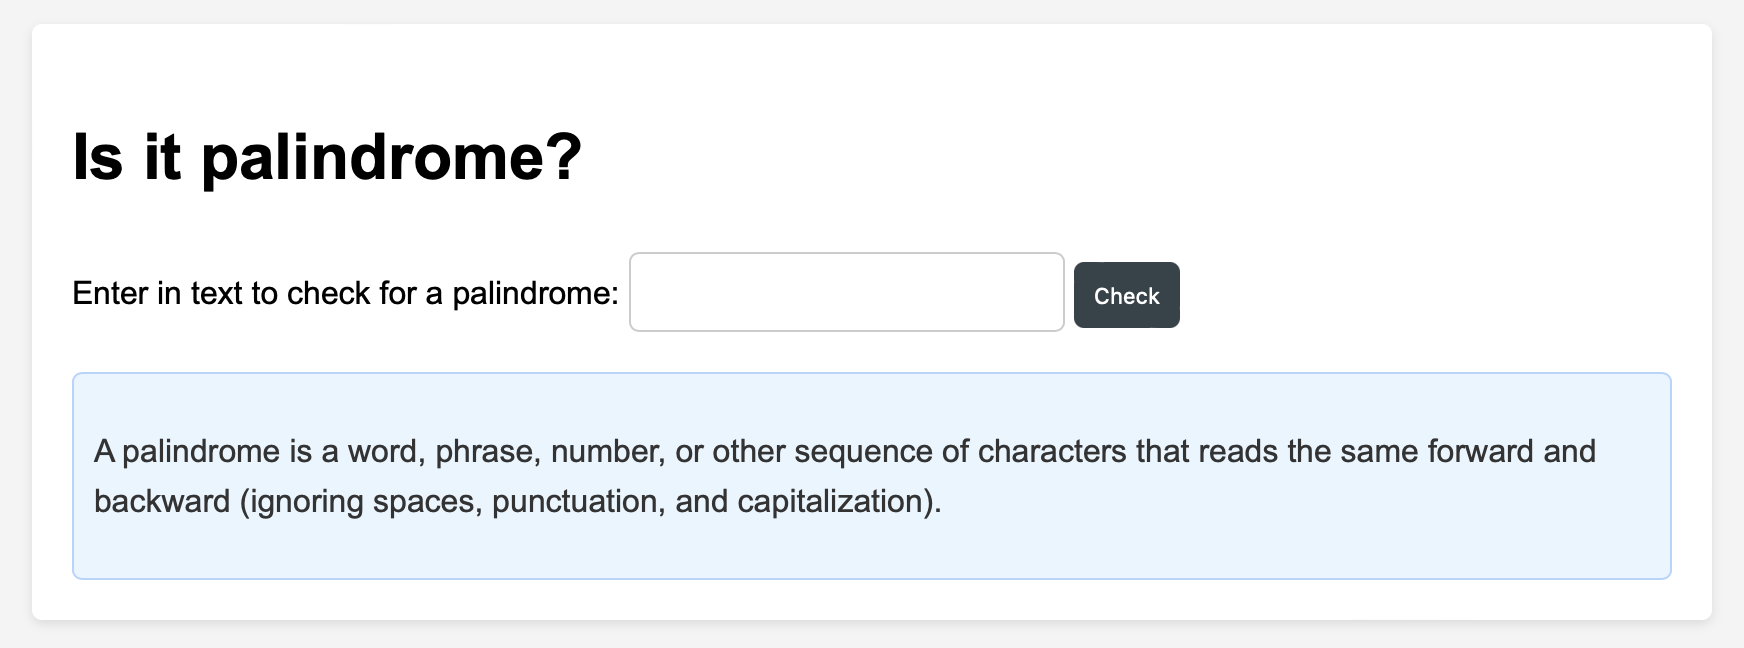 Is it palindrome?
Enter in text to check for a palindrome: Check
A palindrome is a word, phrase, number, or other sequence of characters that reads the same forward and
backward (ignoring spaces, punctuation, and capitalization).